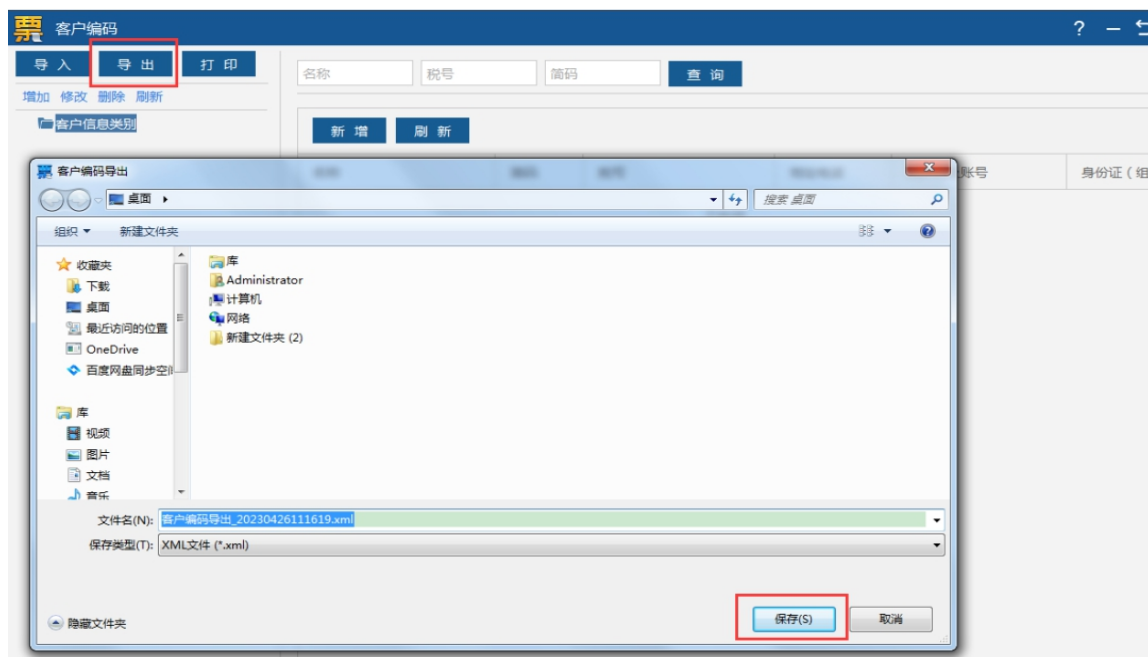 票 客户编码 ?
导 入 导 出 打 印
名称 税号 简码 查 询
增加 修改 删除 刷新
客户信息类别
新 增 刷 新
客户编码导出
账号 身份证（组
桌面
搜索 桌面
组织 新建文件夹
收藏夹
下载
桌面
最近访问的位置
OneDrive
百度网盘同步空间
库
视频
图片
文档
音乐
库
Administrator
计算机
网络
新建文件夹 (2)
文件名(N): 客户编码导出_20230426111619.xml
保存类型(T): XML文件 (*.xml)
隐藏文件夹 保存(S) 取消